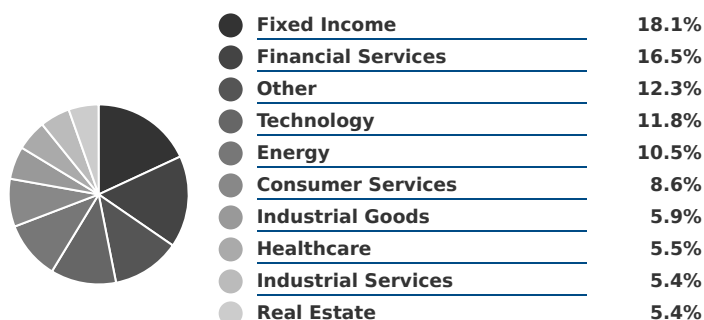 Fixed Income 18.1%
Financial Services 16.5%
Other 12.3%
Technology 11.8%
Energy 10.5%
Consumer Services 8.6%
Industrial Goods 5.9%
Healthcare 5.5%
Industrial Services 5.4%
Real Estate 5.4%